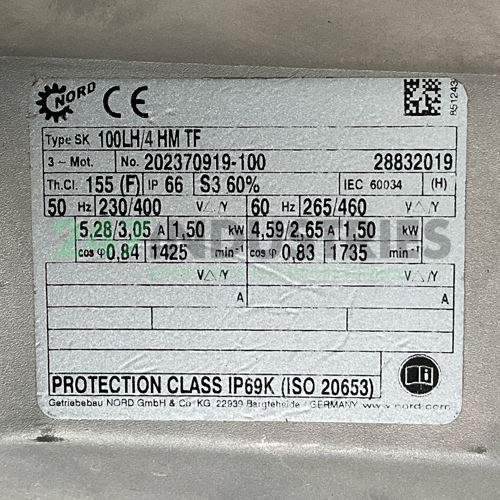 NORD CE
851243
Type SK 100LH/4 HM TF
3~Mot. No. 202370919-100 28832019
Th.Cl. 155 (F) IP 66 S3 60% IEC 60034 (H)
50 Hz 230/400 V△/Y 60 Hz 265/460 V△/Y
5,28/3,05 A 1,50 kW 4,59/2,65 A 1,50 kW
cos φ 0,84 1425 min⁻¹ cos φ 0,83 1735 min⁻¹
V△/Y V△/Y
A A
PROTECTION CLASS IP69K (ISO 20653)
Getriebebau NORD GmbH & Co. KG, 22939 Bargteheide / GERMANY www.nord.com